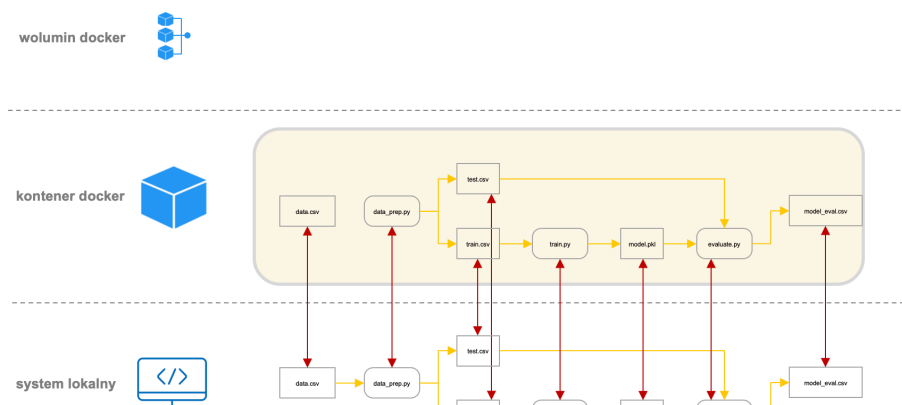 wolumin docker
kontener docker
test.csv
data.csv
data_prep.py
model_eval.csv
train.csv
train.py
model.pkl
evaluate.py
test.csv
system lokalny
</>
data.csv
data_prep.py
model_eval.csv